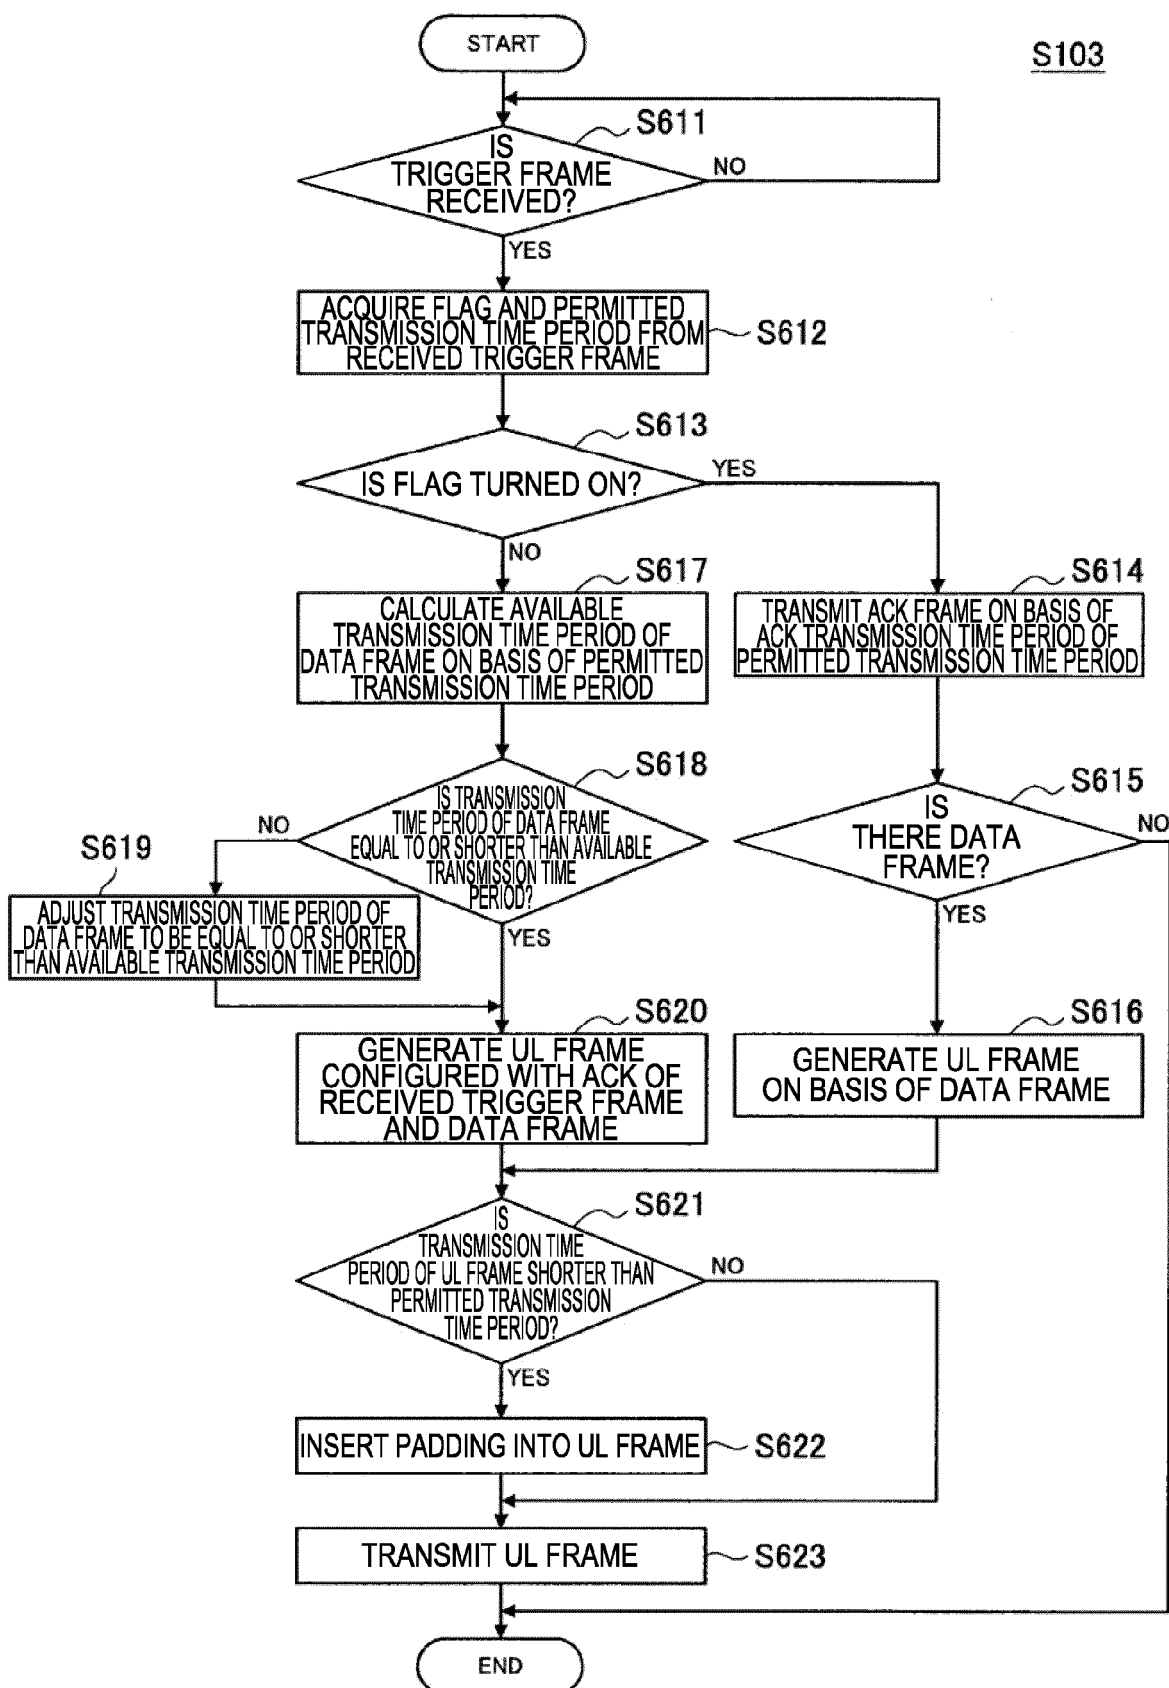 START
S103
S611
IS
TRIGGER FRAME
RECEIVED?
NO
YES
ACQUIRE FLAG AND PERMITTED
TRANSMISSION TIME PERIOD FROM
RECEIVED TRIGGER FRAME
S612
S613
IS FLAG TURNED ON?
YES
NO
S617
CALCULATE AVAILABLE
TRANSMISSION TIME PERIOD OF
DATA FRAME ON BASIS OF PERMITTED
TRANSMISSION TIME PERIOD
S614
TRANSMIT ACK FRAME ON BASIS OF
ACK TRANSMISSION TIME PERIOD OF
PERMITTED TRANSMISSION TIME PERIOD
S618
IS TRANSMISSION
TIME PERIOD OF DATA FRAME
EQUAL TO OR SHORTER THAN AVAILABLE
TRANSMISSION TIME
PERIOD?
NO
YES
S615
IS
THERE DATA
FRAME?
NO
YES
S619
ADJUST TRANSMISSION TIME PERIOD OF
DATA FRAME TO BE EQUAL TO OR SHORTER
THAN AVAILABLE TRANSMISSION TIME PERIOD
S620
GENERATE UL FRAME
CONFIGURED WITH ACK OF
RECEIVED TRIGGER FRAME
AND DATA FRAME
S616
GENERATE UL FRAME
ON BASIS OF DATA FRAME
S621
IS
TRANSMISSION TIME
PERIOD OF UL FRAME SHORTER THAN
PERMITTED TRANSMISSION
TIME PERIOD?
NO
YES
INSERT PADDING INTO UL FRAME
S622
TRANSMIT UL FRAME
S623
END